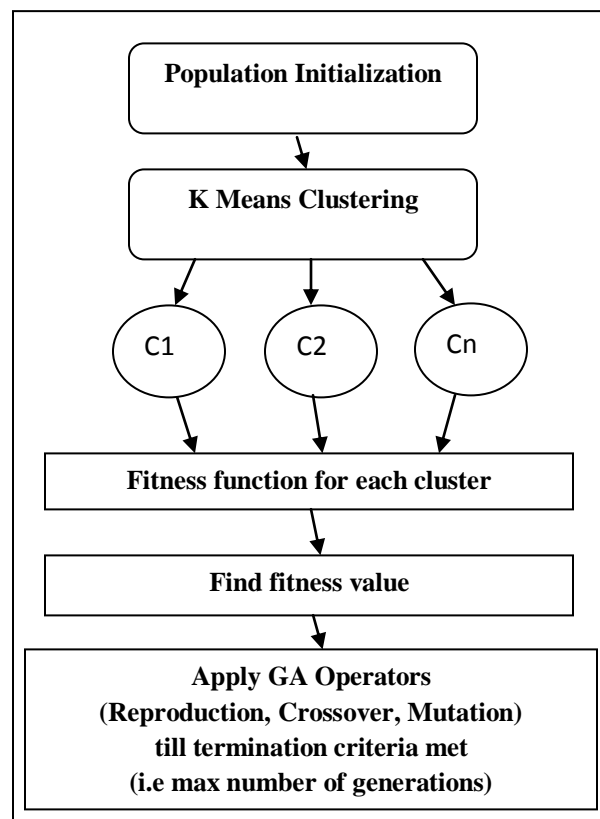 Population Initialization
K Means Clustering
C1
C2
Cn
Fitness function for each cluster
Find fitness value
Apply GA Operators
(Reproduction, Crossover, Mutation)
till termination criteria met
(i.e max number of generations)